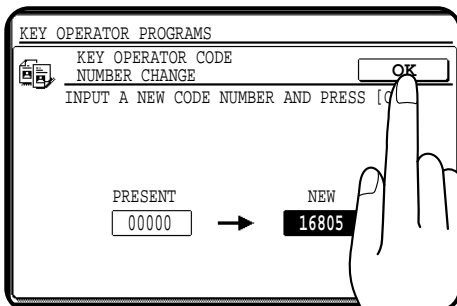 KEY OPERATOR PROGRAMS
KEY OPERATOR CODE
NUMBER CHANGE
OK
INPUT A NEW CODE NUMBER AND PRESS [
PRESENT
NEW
00000
16805